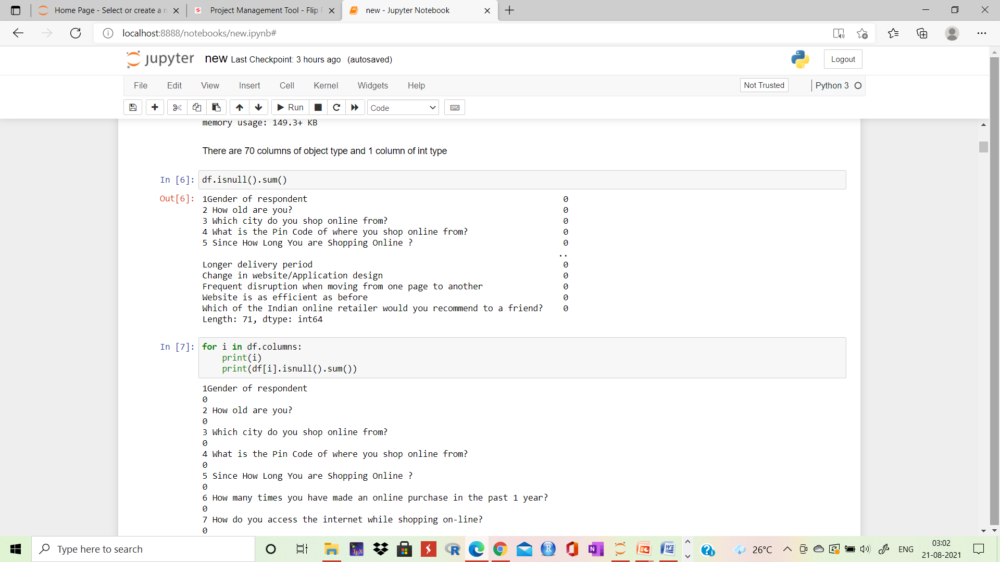 Home Page - Select or create a n
Project Management Tool - Flip F
new - Jupyter Notebook
localhost:8888/notebooks/new.ipynb#
jupyter new Last Checkpoint: 3 hours ago (autosaved)
Logout
File Edit View Insert Cell Kernel Widgets Help
Not Trusted
Python 3
Run
Code
memory usage: 149.3+ KB
There are 70 columns of object type and 1 column of int type
In [6]: df.isnull().sum()
Out[6]: 1Gender of respondent 0
2 How old are you? 0
3 Which city do you shop online from? 0
4 What is the Pin Code of where you shop online from? 0
5 Since How Long You are Shopping Online ? 0
..
Longer delivery period 0
Change in website/Application design 0
Frequent disruption when moving from one page to another 0
Website is as efficient as before 0
Which of the Indian online retailer would you recommend to a friend? 0
Length: 71, dtype: int64
In [7]: for i in df.columns:
print(i)
print(df[i].isnull().sum())
1Gender of respondent
0
2 How old are you?
0
3 Which city do you shop online from?
0
4 What is the Pin Code of where you shop online from?
0
5 Since How Long You are Shopping Online ?
0
6 How many times you have made an online purchase in the past 1 year?
0
7 How do you access the internet while shopping on-line?
0
Type here to search
26°C
ENG
03:02
21-08-2021